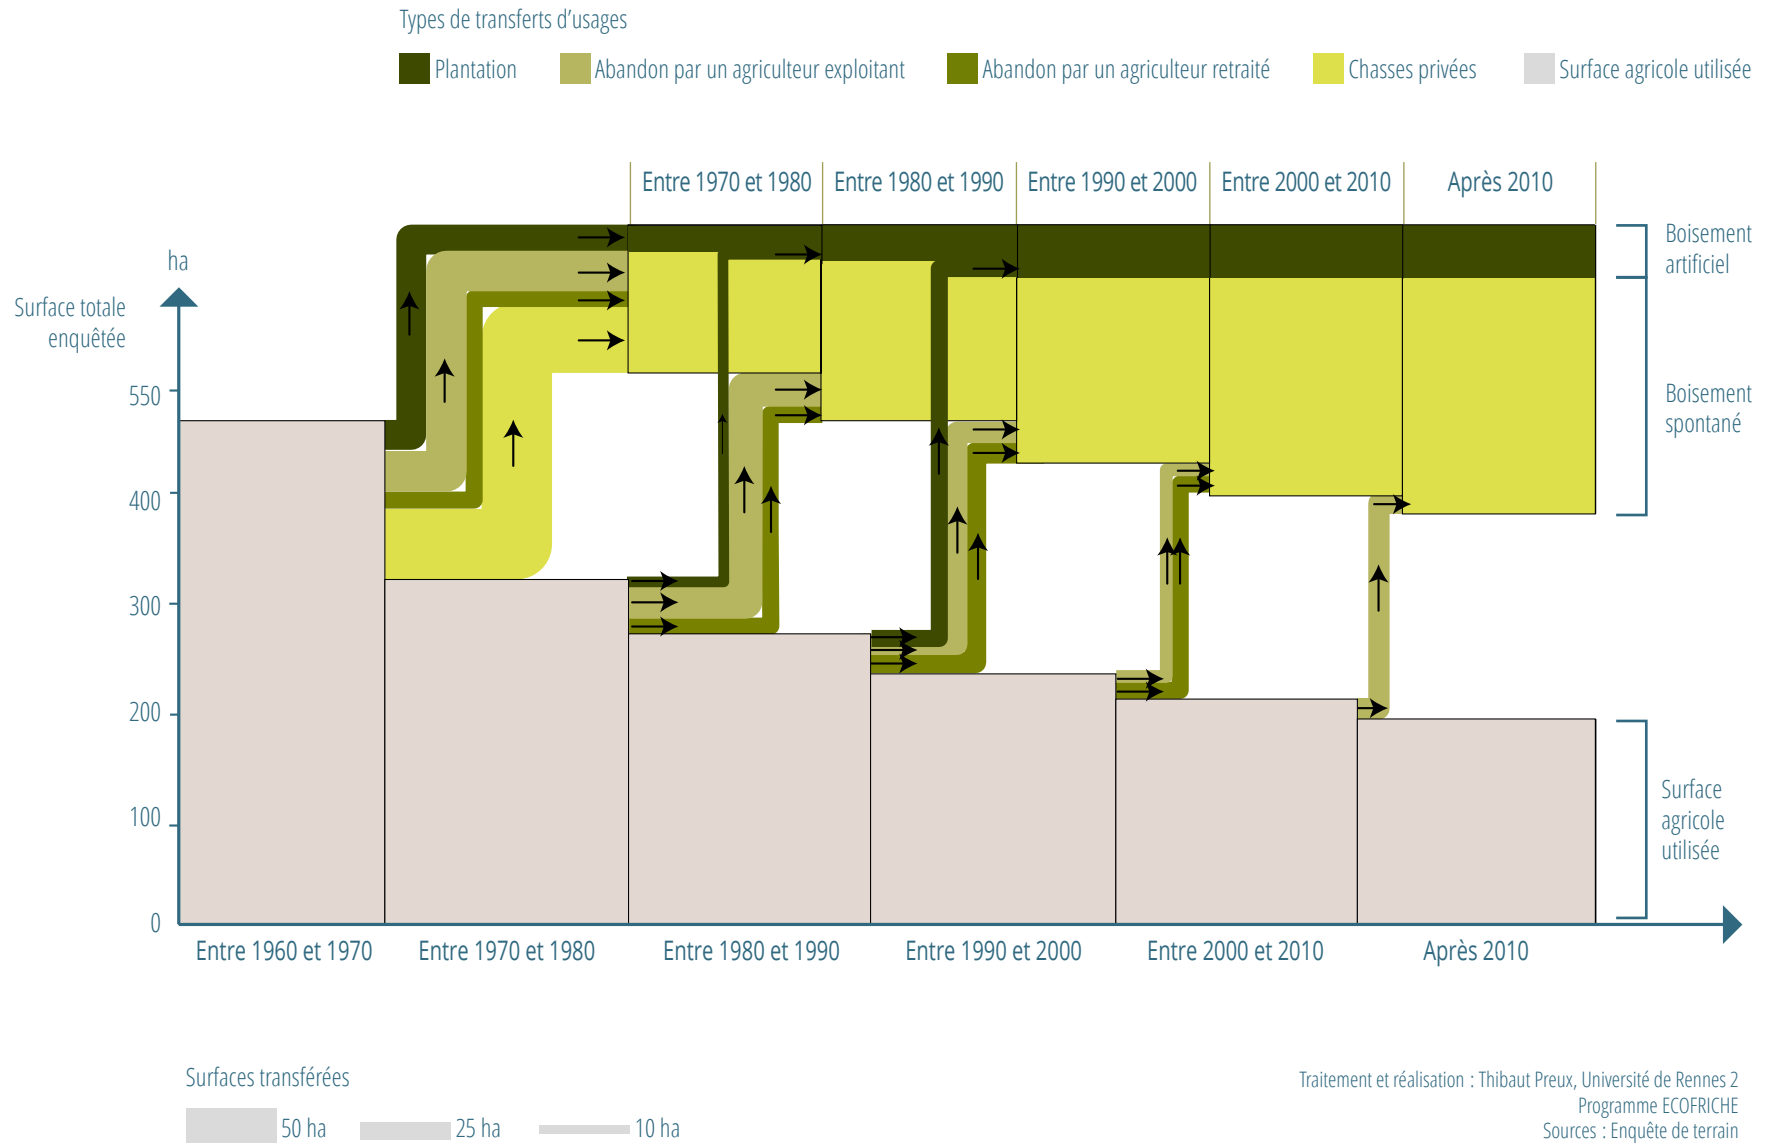 Types de transferts d’usages
Plantation
Abandon par un agriculteur exploitant
Abandon par un agriculteur retraité
Chasses privées
Surface agricole utilisée
Entre 1970 et 1980
Entre 1980 et 1990
Entre 1990 et 2000
Entre 2000 et 2010
Après 2010
ha
Surface totale
enquêtée
550
400
300
200
100
0
Boisement
artificiel
Boisement
spontané
Surface
agricole
utilisée
Entre 1960 et 1970
Entre 1970 et 1980
Entre 1980 et 1990
Entre 1990 et 2000
Entre 2000 et 2010
Après 2010
Surfaces transférées
50 ha
25 ha
10 ha
Traitement et réalisation : Thibaut Preux, Université de Rennes 2
Programme ECOFRICHE
Sources : Enquête de terrain